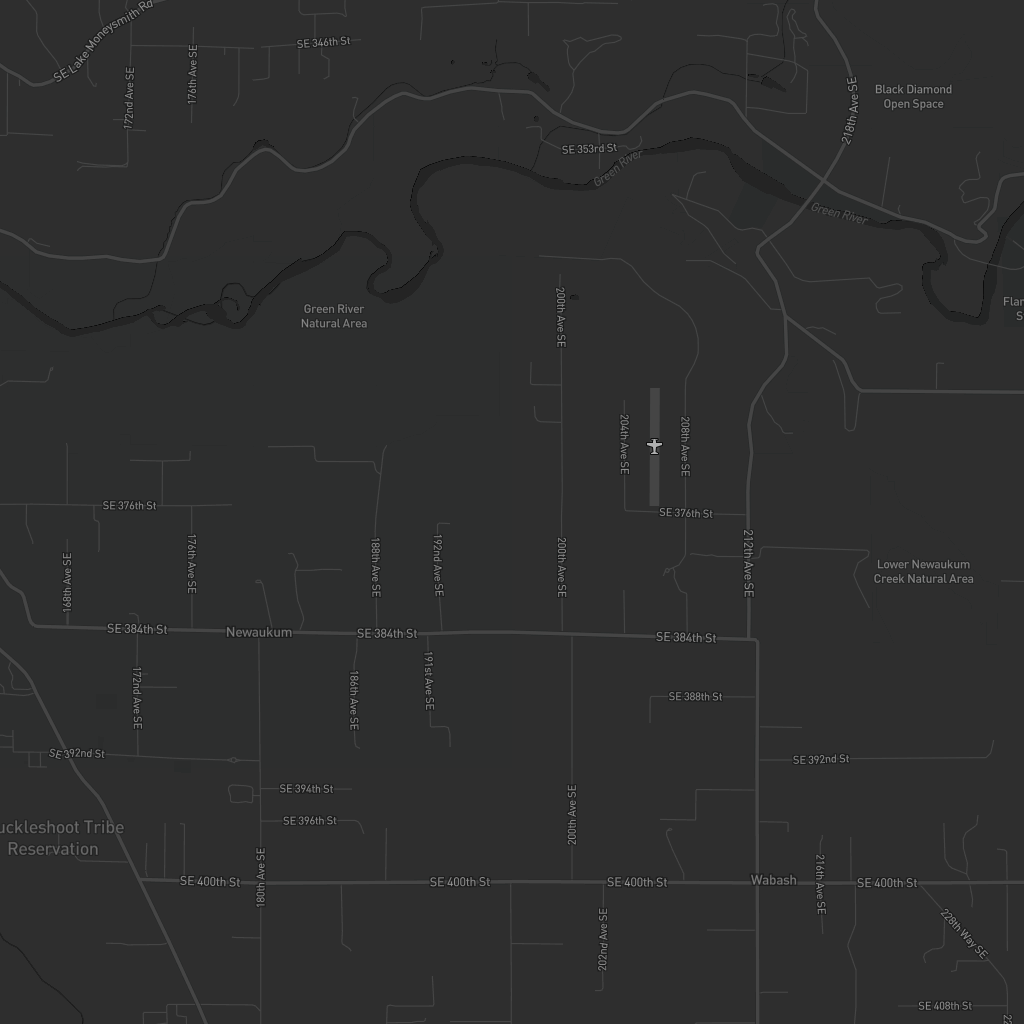 SE Lake Moneysmith Rd
SE 346th St
176th Ave SE
172nd Ave SE
Black Diamond
Open Space
218th Ave SE
SE 353rd St
Green River
Green River
Green River
Natural Area
200th Ave SE
Flan
S
204th Ave SE
208th Ave SE
SE 376th St
SE 376th St
168th Ave SE
176th Ave SE
188th Ave SE
192nd Ave SE
200th Ave SE
212th Ave SE
Lower Newaukum
Creek Natural Area
SE 384th St
Newaukum
SE 384th St
SE 384th St
172nd Ave SE
186th Ave SE
191st Ave SE
SE 388th St
SE 392nd St
SE 392nd St
SE 394th St
SE 396th St
200th Ave SE
uckleshoot Tribe
Reservation
180th Ave SE
SE 400th St
SE 400th St
SE 400th St
Wabash
216th Ave SE
SE 400th St
202nd Ave SE
228th Way SE
SE 408th St
22